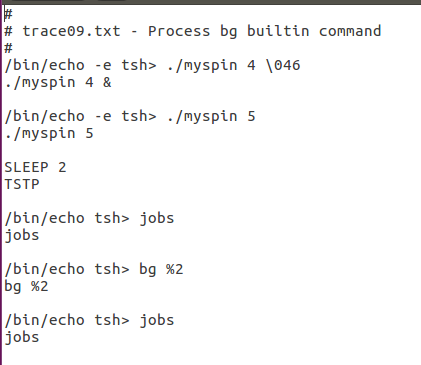 #
# trace09.txt - Process bg builtin command
#
/bin/echo -e tsh> ./myspin 4 \046
./myspin 4 &
/bin/echo -e tsh> ./myspin 5
./myspin 5
SLEEP 2
TSTP
/bin/echo tsh> jobs
jobs
/bin/echo tsh> bg %2
bg %2
/bin/echo tsh> jobs
jobs